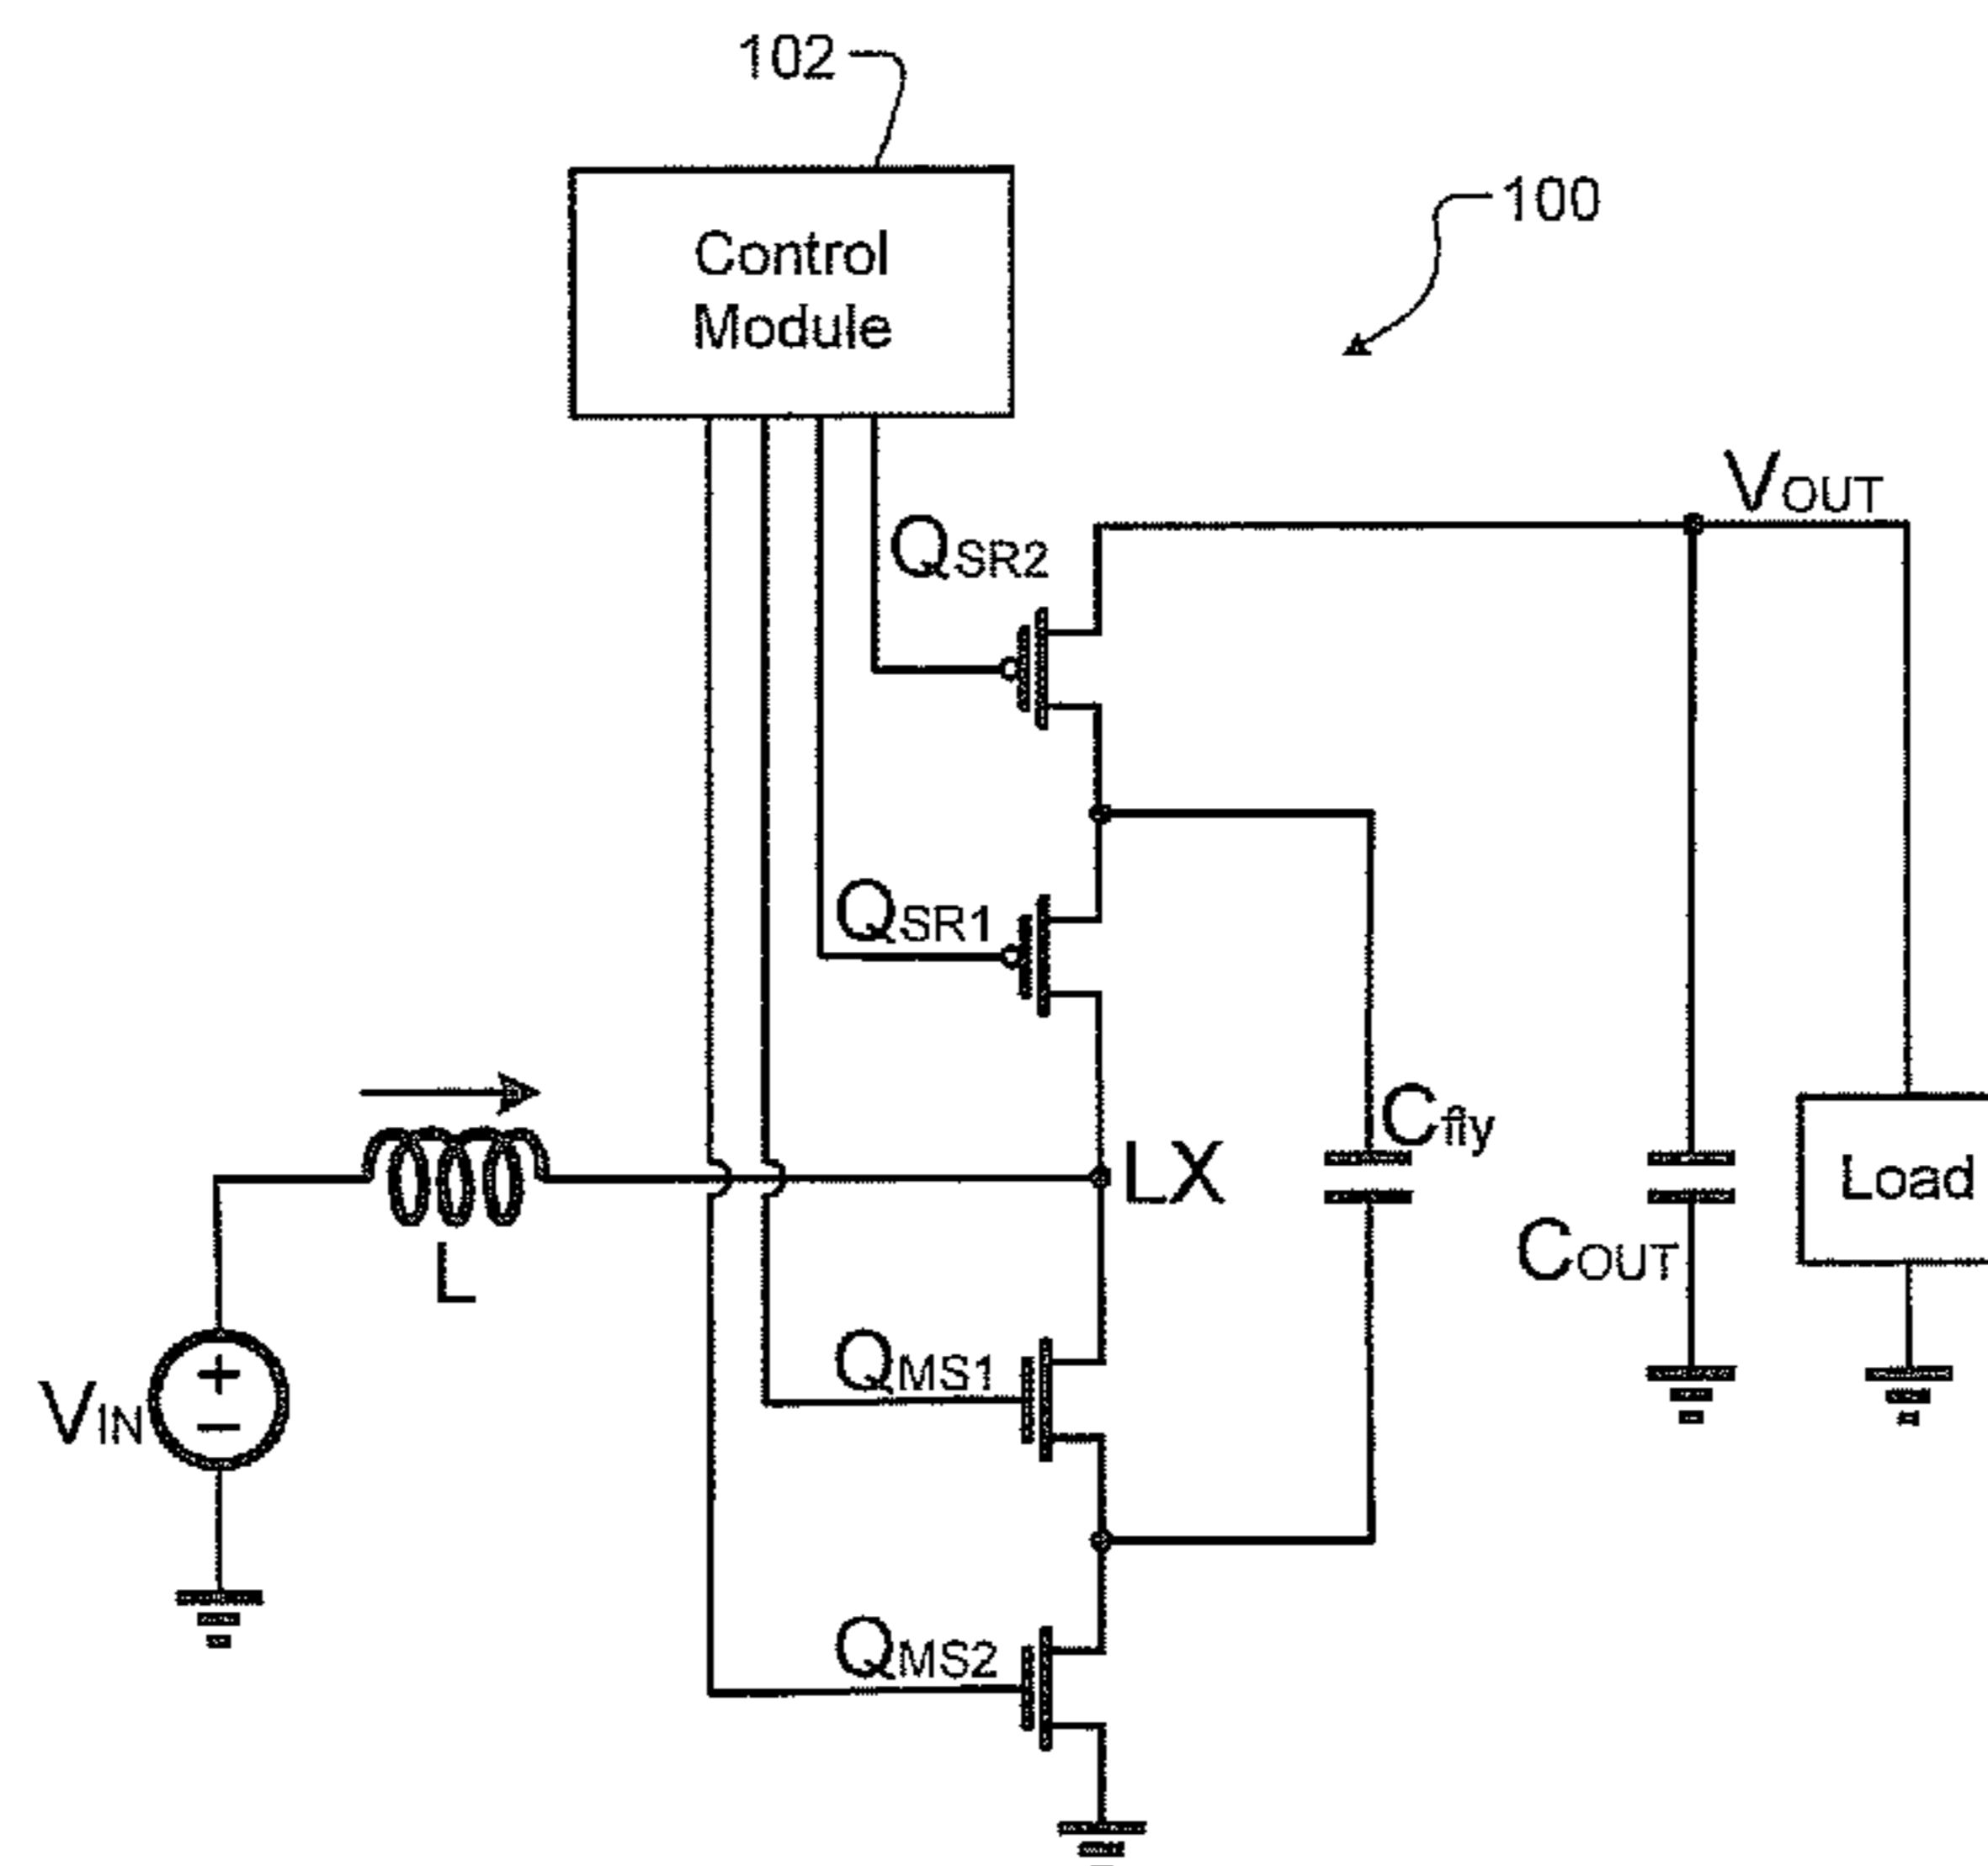 102
Control
Module
100
VOUT
QSR2
QSR1
Cfly
LX
Load
L
COUT
QMS1
VIN
+
−
QMS2